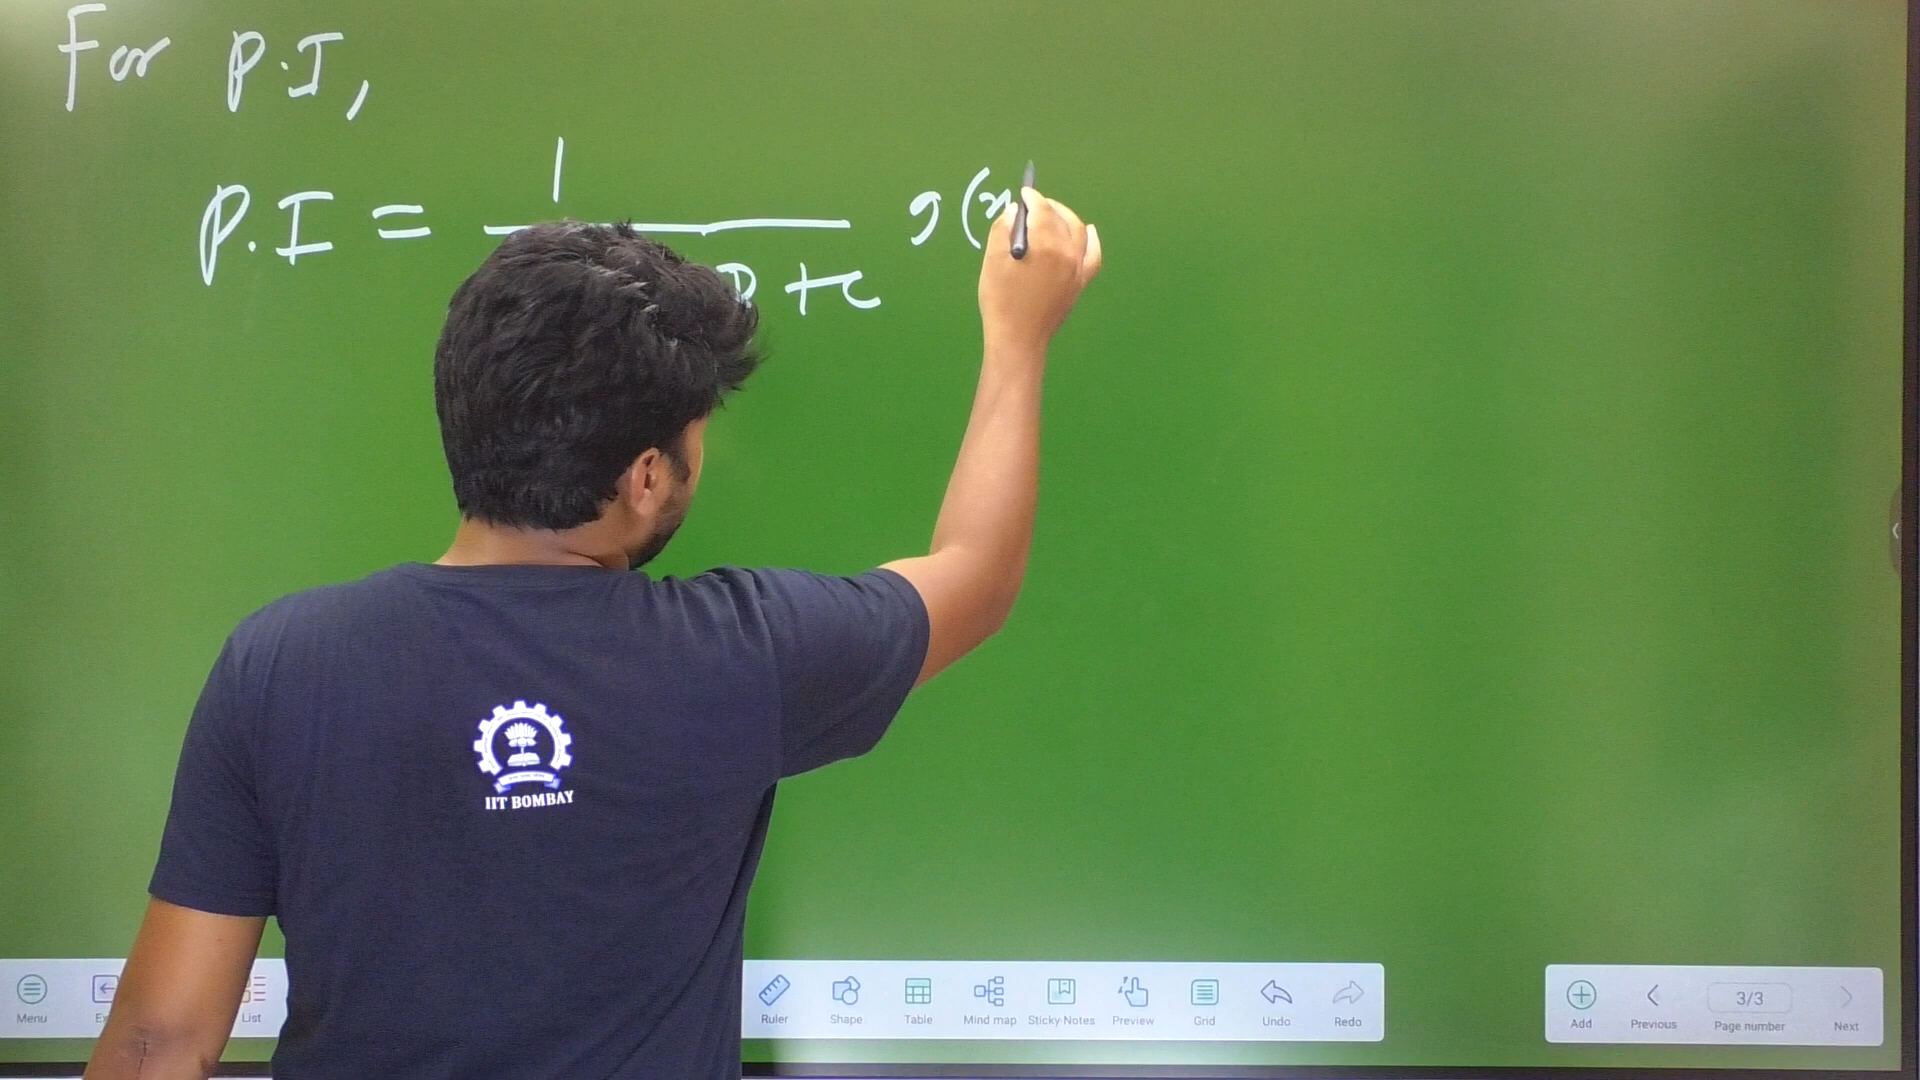 For P.I,
P.I = 1 g(x
D + c
IIT BOMBAY
Menu List Ruler Shape Table Mind map Sticky Notes Preview Grid Undo Redo Add Previous 3/3 Page number Next